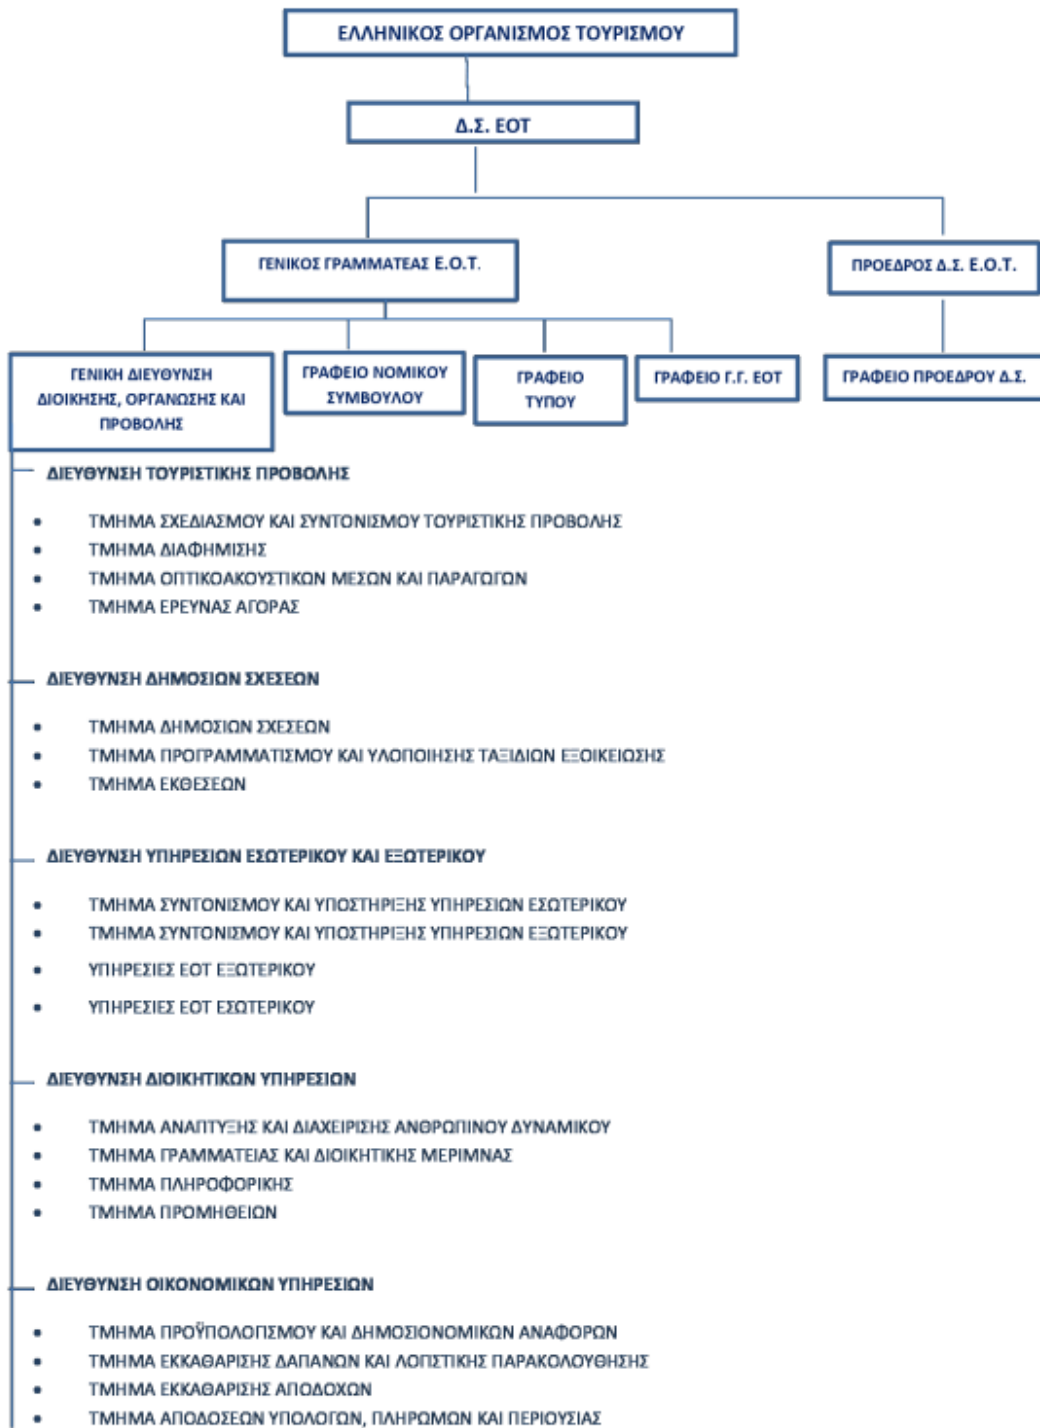 ΕΛΛΗΝΙΚΟΣ ΟΡΓΑΝΙΣΜΟΣ ΤΟΥΡΙΣΜΟΥ
Δ.Σ. ΕΟΤ
ΓΕΝΙΚΟΣ ΓΡΑΜΜΑΤΕΑΣ Ε.Ο.Τ.
ΠΡΟΕΔΡΟΣ Δ.Σ. Ε.Ο.Τ.
ΓΕΝΙΚΗ ΔΙΕΥΘΥΝΣΗ
ΔΙΟΙΚΗΣΗΣ, ΟΡΓΑΝΩΣΗΣ ΚΑΙ
ΠΡΟΒΟΛΗΣ
ΓΡΑΦΕΙΟ ΝΟΜΙΚΟΥ
ΣΥΜΒΟΥΛΟΥ
ΓΡΑΦΕΙΟ
ΤΥΠΟΥ
ΓΡΑΦΕΙΟ Γ.Γ. ΕΟΤ
ΓΡΑΦΕΙΟ ΠΡΟΕΔΡΟΥ Δ.Σ.
ΔΙΕΥΘΥΝΣΗ ΤΟΥΡΙΣΤΙΚΗΣ ΠΡΟΒΟΛΗΣ
• ΤΜΗΜΑ ΣΧΕΔΙΑΣΜΟΥ ΚΑΙ ΣΥΝΤΟΝΙΣΜΟΥ ΤΟΥΡΙΣΤΙΚΗΣ ΠΡΟΒΟΛΗΣ
• ΤΜΗΜΑ ΔΙΑΦΗΜΙΣΗΣ
• ΤΜΗΜΑ ΟΠΤΙΚΟΑΚΟΥΣΤΙΚΩΝ ΜΕΣΩΝ ΚΑΙ ΠΑΡΑΓΩΓΩΝ
• ΤΜΗΜΑ ΕΡΕΥΝΑΣ ΑΓΟΡΑΣ
ΔΙΕΥΘΥΝΣΗ ΔΗΜΟΣΙΩΝ ΣΧΕΣΕΩΝ
• ΤΜΗΜΑ ΔΗΜΟΣΙΩΝ ΣΧΕΣΕΩΝ
• ΤΜΗΜΑ ΠΡΟΓΡΑΜΜΑΤΙΣΜΟΥ ΚΑΙ ΥΛΟΠΟΙΗΣΗΣ ΤΑΞΙΔΙΩΝ ΕΞΟΙΚΕΙΩΣΗΣ
• ΤΜΗΜΑ ΕΚΘΕΣΕΩΝ
ΔΙΕΥΘΥΝΣΗ ΥΠΗΡΕΣΙΩΝ ΕΣΩΤΕΡΙΚΟΥ ΚΑΙ ΕΞΩΤΕΡΙΚΟΥ
• ΤΜΗΜΑ ΣΥΝΤΟΝΙΣΜΟΥ ΚΑΙ ΥΠΟΣΤΗΡΙΞΗΣ ΥΠΗΡΕΣΙΩΝ ΕΣΩΤΕΡΙΚΟΥ
• ΤΜΗΜΑ ΣΥΝΤΟΝΙΣΜΟΥ ΚΑΙ ΥΠΟΣΤΗΡΙΞΗΣ ΥΠΗΡΕΣΙΩΝ ΕΞΩΤΕΡΙΚΟΥ
• ΥΠΗΡΕΣΙΕΣ ΕΟΤ ΕΞΩΤΕΡΙΚΟΥ
• ΥΠΗΡΕΣΙΕΣ ΕΟΤ ΕΣΩΤΕΡΙΚΟΥ
ΔΙΕΥΘΥΝΣΗ ΔΙΟΙΚΗΤΙΚΩΝ ΥΠΗΡΕΣΙΩΝ
• ΤΜΗΜΑ ΑΝΑΠΤΥΞΗΣ ΚΑΙ ΔΙΑΧΕΙΡΙΣΗΣ ΑΝΘΡΩΠΙΝΟΥ ΔΥΝΑΜΙΚΟΥ
• ΤΜΗΜΑ ΓΡΑΜΜΑΤΕΙΑΣ ΚΑΙ ΔΙΟΙΚΗΤΙΚΗΣ ΜΕΡΙΜΝΑΣ
• ΤΜΗΜΑ ΠΛΗΡΟΦΟΡΙΚΗΣ
• ΤΜΗΜΑ ΠΡΟΜΗΘΕΙΩΝ
ΔΙΕΥΘΥΝΣΗ ΟΙΚΟΝΟΜΙΚΩΝ ΥΠΗΡΕΣΙΩΝ
• ΤΜΗΜΑ ΠΡΟΫΠΟΛΟΓΙΣΜΟΥ ΚΑΙ ΔΗΜΟΣΙΟΝΟΜΙΚΩΝ ΑΝΑΦΟΡΩΝ
• ΤΜΗΜΑ ΕΚΚΑΘΑΡΙΣΗΣ ΔΑΠΑΝΩΝ ΚΑΙ ΛΟΓΙΣΤΙΚΗΣ ΠΑΡΑΚΟΛΟΥΘΗΣΗΣ
• ΤΜΗΜΑ ΕΚΚΑΘΑΡΙΣΗΣ ΑΠΟΔΟΧΩΝ
• ΤΜΗΜΑ ΑΠΟΔΟΣΕΩΝ ΥΠΟΛΟΓΩΝ, ΠΛΗΡΩΜΩΝ ΚΑΙ ΠΕΡΙΟΥΣΙΑΣ